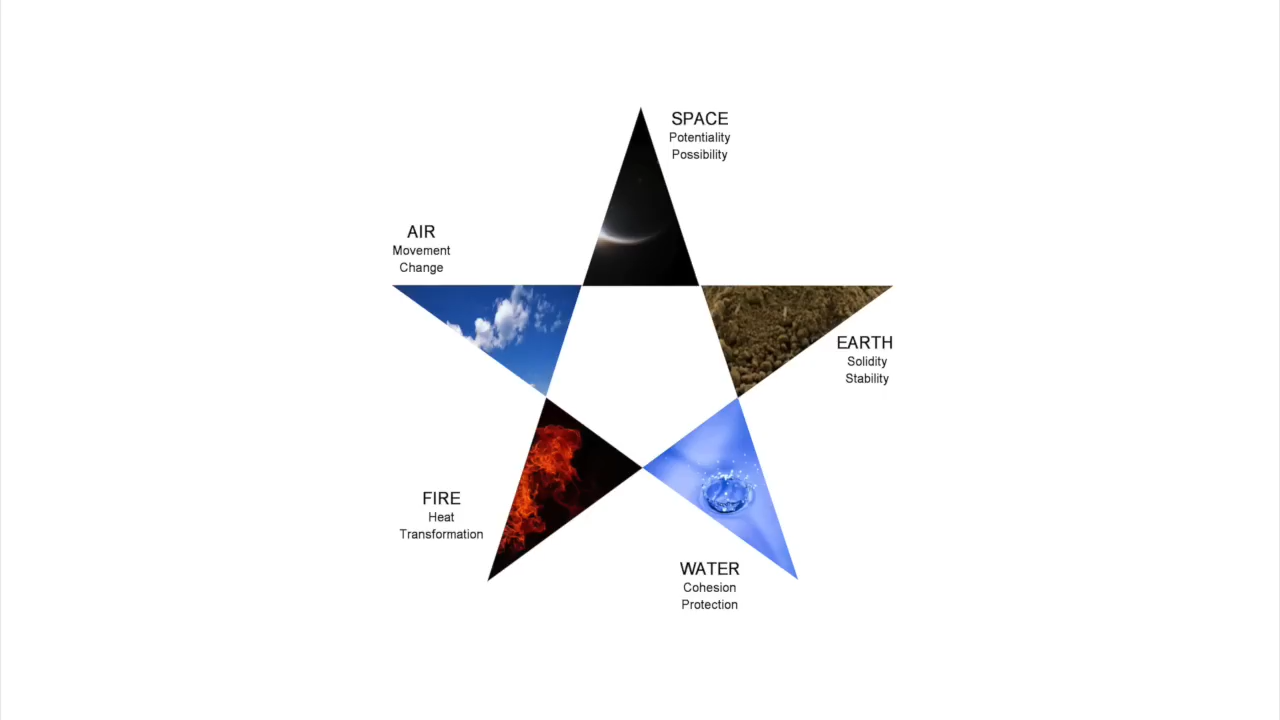 SPACE
Potentiality
Possibility
AIR
Movement
Change
EARTH
Solidity
Stability
FIRE
Heat
Transformation
WATER
Cohesion
Protection